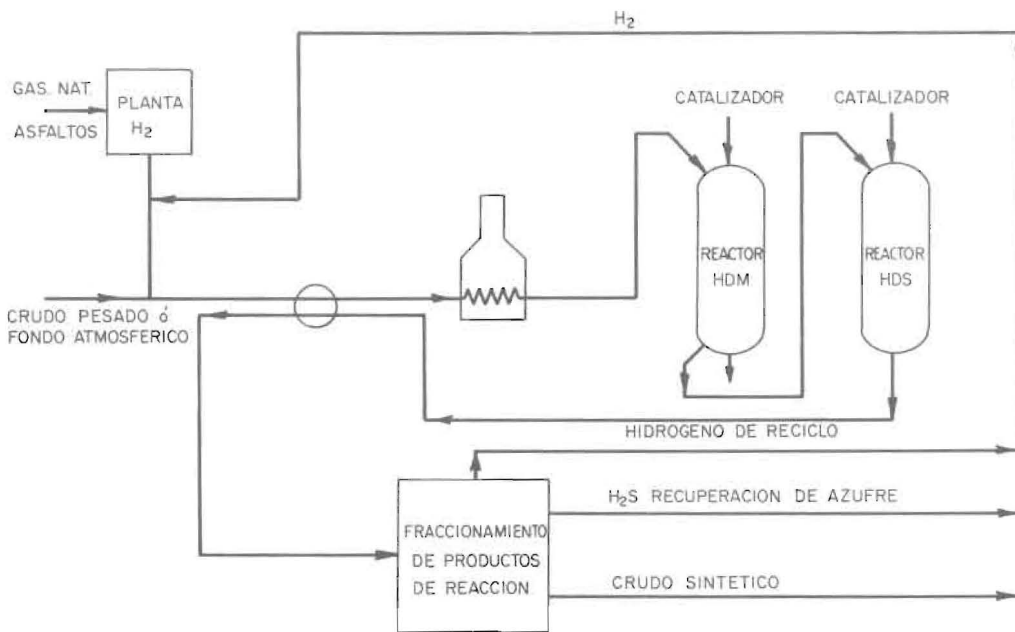 H2
GAS. NAT.
ASFALTOS
PLANTA
H2
CATALIZADOR
CATALIZADOR
REACTOR
HDM
REACTOR
HDS
CRUDO PESADO ó
FONDO ATMOSFERICO
HIDROGENO DE RECICLO
H2S RECUPERACION DE AZUFRE
FRACCIONAMIENTO
DE PRODUCTOS
DE REACCION
CRUDO SINTETICO